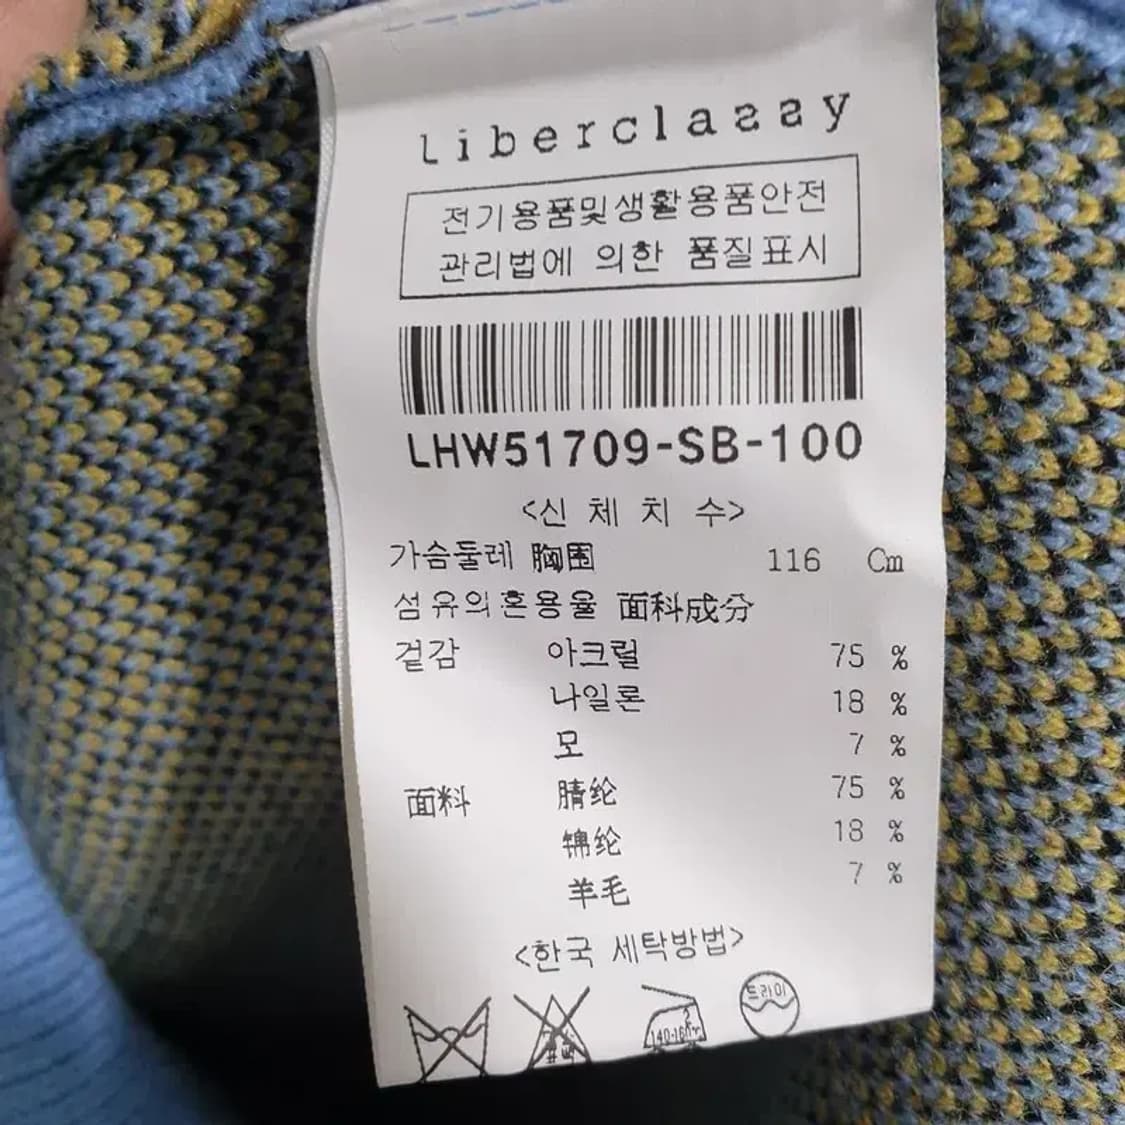 Liberclassy
전기용품및생활용품안전
관리법에 의한 품질표시
LHW51709-SB-100
<신 체 치 수>
가슴둘레 胸围 116 Cm
섬유의혼용율 面料成分
겉감 아크릴 75 %
나일론 18 %
모 7 %
面料 腈纶 75 %
锦纶 18 %
羊毛 7 %
<한국 세탁방법>
140-160℃
드라이